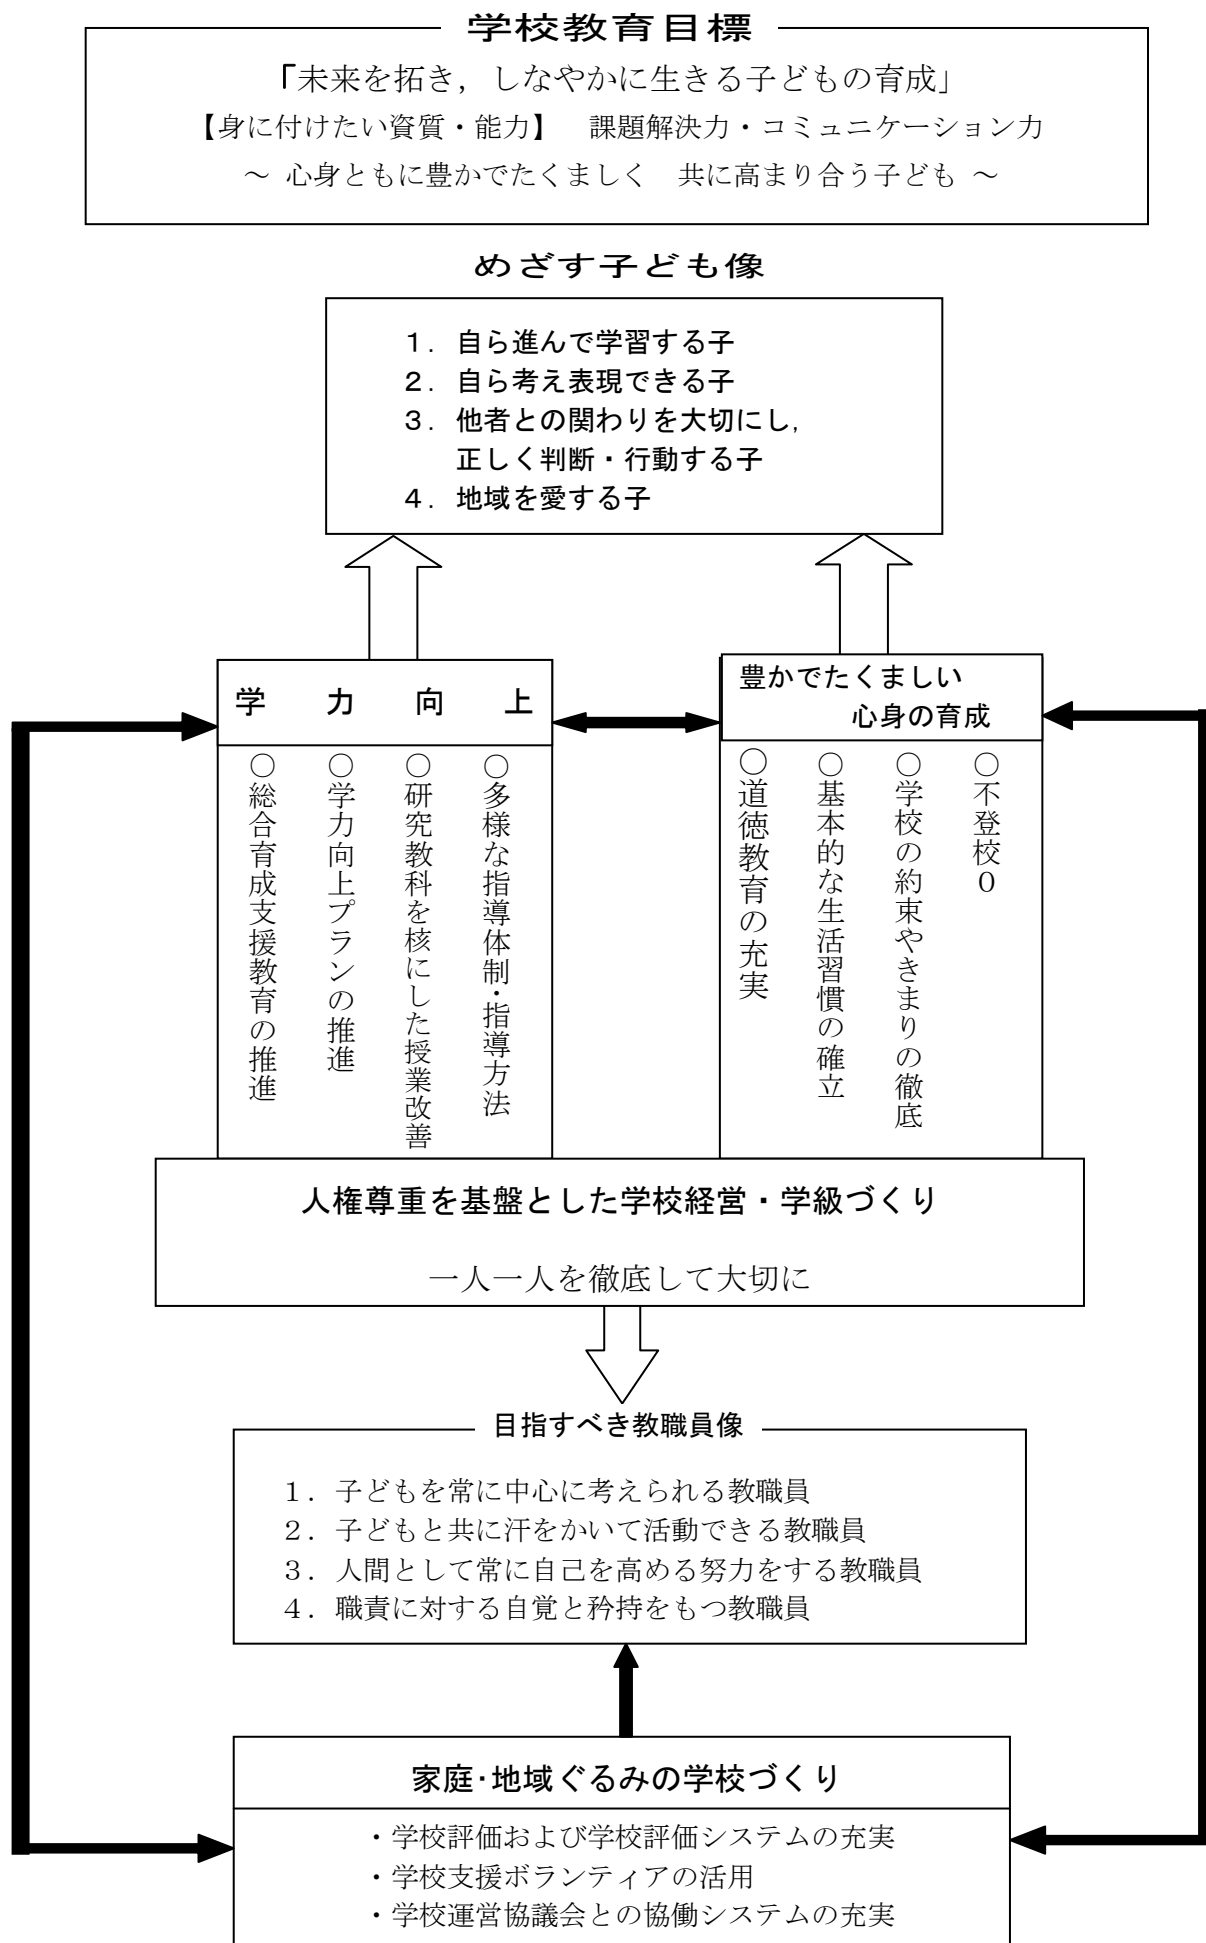 学校教育目標
「未来を拓き，しなやかに生きる子どもの育成」
【身に付けたい資質・能力】　課題解決力・コミュニケーション力
～ 心身ともに豊かでたくましく　共に高まり合う子ども ～
めざす子ども像
１．自ら進んで学習する子
２．自ら考え表現できる子
３．他者との関わりを大切にし，
正しく判断・行動する子
４．地域を愛する子
学　力　向　上
○多様な指導体制・指導方法
○研究教科を核にした授業改善
○学力向上プランの推進
○総合育成支援教育の推進
豊かでたくましい
心身の育成
○不登校０
○学校の約束やきまりの徹底
○基本的な生活習慣の確立
○道徳教育の充実
人権尊重を基盤とした学校経営・学級づくり
一人一人を徹底して大切に
目指すべき教職員像
１．子どもを常に中心に考えられる教職員
２．子どもと共に汗をかいて活動できる教職員
３．人間として常に自己を高める努力をする教職員
４．職責に対する自覚と矜持をもつ教職員
家庭・地域ぐるみの学校づくり
・学校評価および学校評価システムの充実
・学校支援ボランティアの活用
・学校運営協議会との協働システムの充実